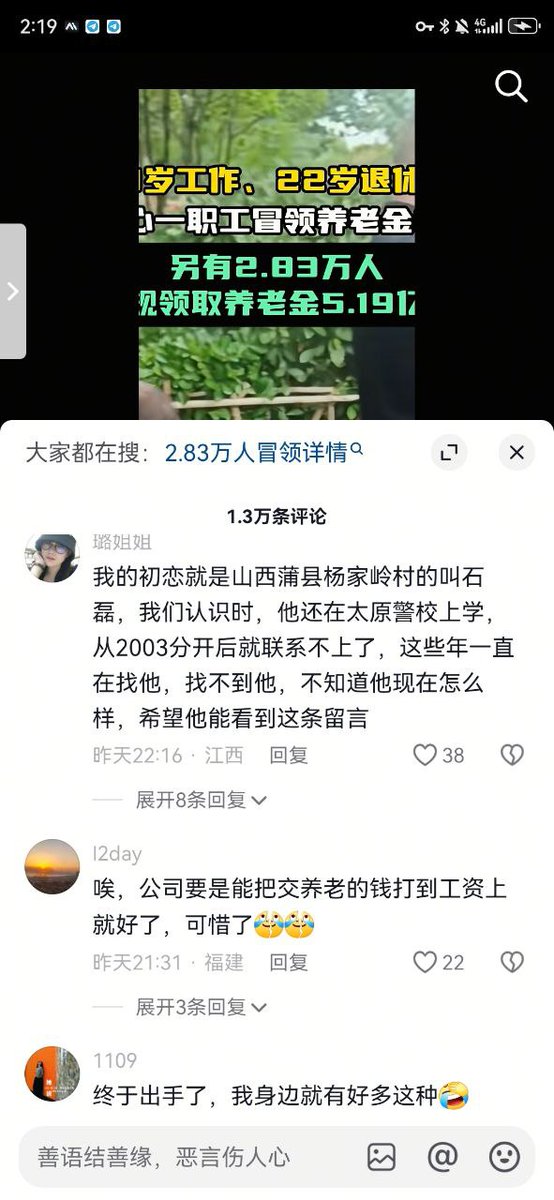 2:19
4G
岁工作、22岁退休
一职工冒领养老金
另有2.83万人
领取养老金5.19亿
大家都在搜：2.83万人冒领详情
1.3万条评论
璐姐姐
我的初恋就是山西蒲县杨家岭村的叫石
磊，我们认识时，他还在太原警校上学，
从2003分开后就联系不上了，这些年一直
在找他，找不到他，不知道他现在怎么
样，希望他能看到这条留言
昨天22:16 · 江西 回复 38
展开8条回复
l2day
唉，公司要是能把交养老的钱打到工资上
就好了，可惜了
昨天21:31 · 福建 回复 22
展开3条回复
1109
终于出手了，我身边就有好多这种
善语结善缘，恶言伤人心